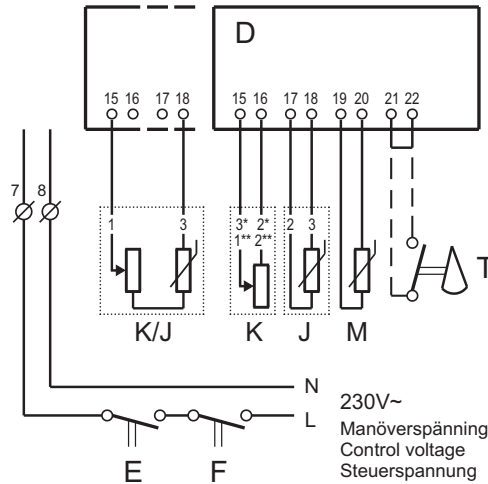 D
15 16 17 18 15 16 17 18 19 20 21 22
7 8
1 3 3* 2* 2 3
1** 2**
T
K/J K J M
N
L
230V~
Manöverspänning
Control voltage
Steuerspannung
E F